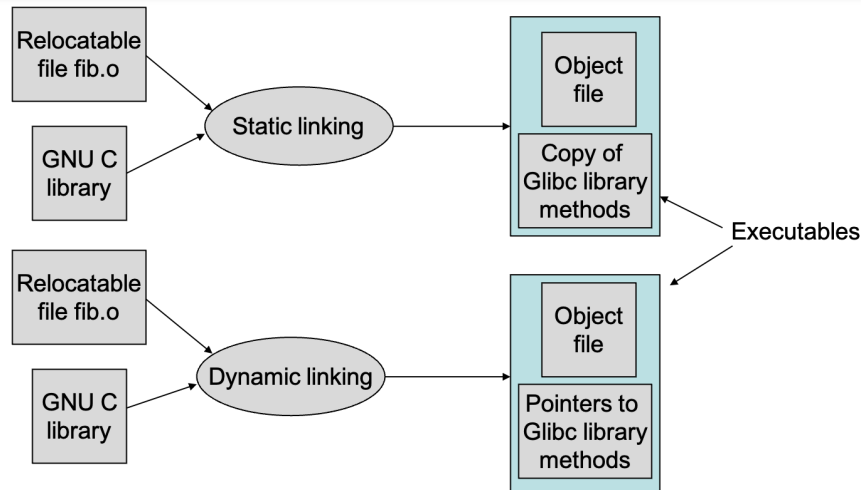 Relocatable
file fib.o
GNU C
library
Static linking
Object
file
Copy of
Glibc library
methods
Executables
Relocatable
file fib.o
GNU C
library
Dynamic linking
Object
file
Pointers to
Glibc library
methods